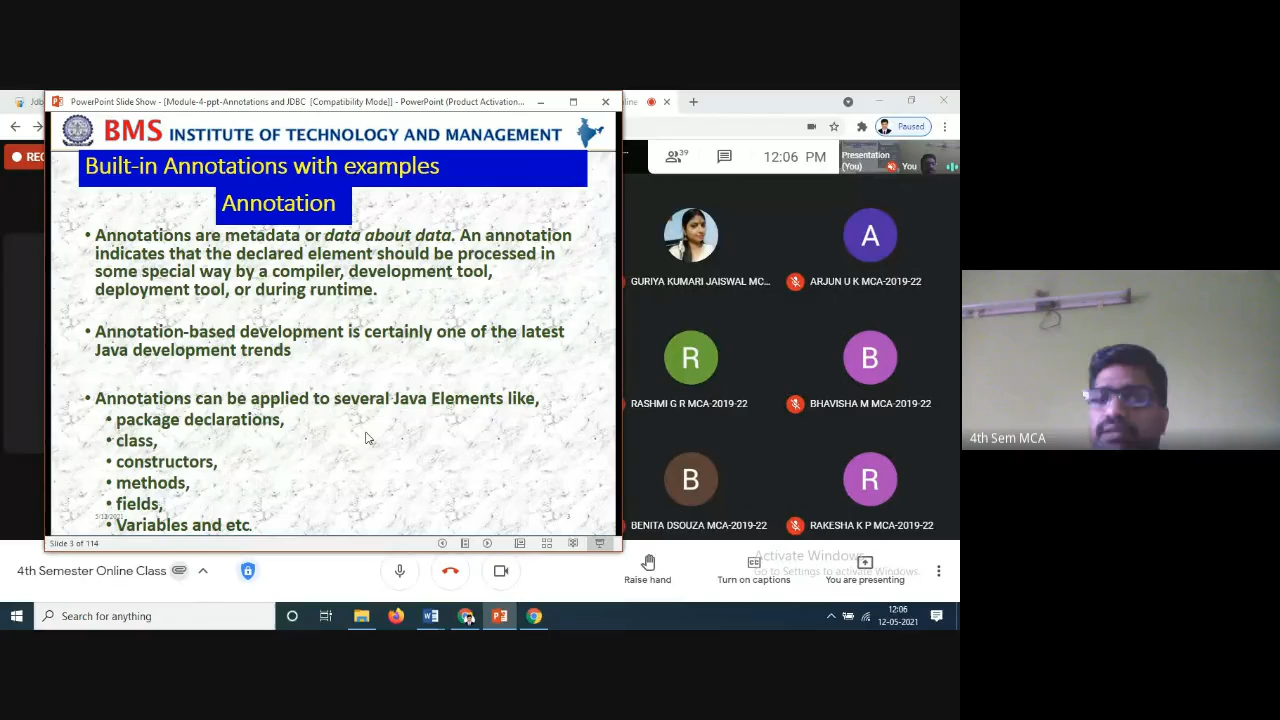 PowerPoint Slide Show - [Module-4-ppt-Annotations and JDBC [Compatibility Mode]] - PowerPoint (Product Activation...
BMS INSTITUTE OF TECHNOLOGY AND MANAGEMENT
Paused
REC
Built-in Annotations with examples
Annotation
• Annotations are metadata or data about data. An annotation
indicates that the declared element should be processed in
some special way by a compiler, development tool,
deployment tool, or during runtime.
• Annotation-based development is certainly one of the latest
Java development trends
• Annotations can be applied to several Java Elements like,
• package declarations,
• class,
• constructors,
• methods,
• fields,
• Variables and etc.
3
Slide 3 of 114
39
12:06 PM
Presentation
(You)
You
A
GURIYA KUMARI JAISWAL MC...
ARJUN U K MCA-2019-22
R
B
RASHMI G R MCA-2019-22
BHAVISHA M MCA-2019-22
B
R
BENITA DSOUZA MCA-2019-22
RAKESHA K P MCA-2019-22
4th Sem MCA
4th Semester Online Class
Raise hand
Turn on captions
You are presenting
Activate Windows
Go to Settings to activate Windows.
Search for anything
12:06
12-05-2021